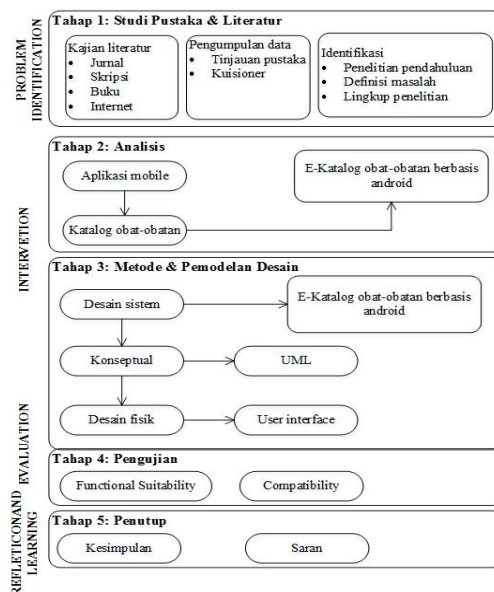 PROBLEM
IDENTIFICATION
Tahap 1: Studi Pustaka & Literatur
Kajian literatur
• Jurnal
• Skripsi
• Buku
• Internet
Pengumpulan data
• Tinjauan pustaka
• Kuisioner
Identifikasi
• Penelitian pendahuluan
• Definisi masalah
• Lingkup penelitian
INTERVETION
Tahap 2: Analisis
Aplikasi mobile
Katalog obat-obatan
E-Katalog obat-obatan berbasis
android
Tahap 3: Metode & Pemodelan Desain
Desain sistem
E-Katalog obat-obatan berbasis
android
Konseptual
UML
Desain fisik
User interface
EVALUATION
Tahap 4: Pengujian
Functional Suitability
Compatibility
REFLETICONAND
LEARNING
Tahap 5: Penutup
Kesimpulan
Saran